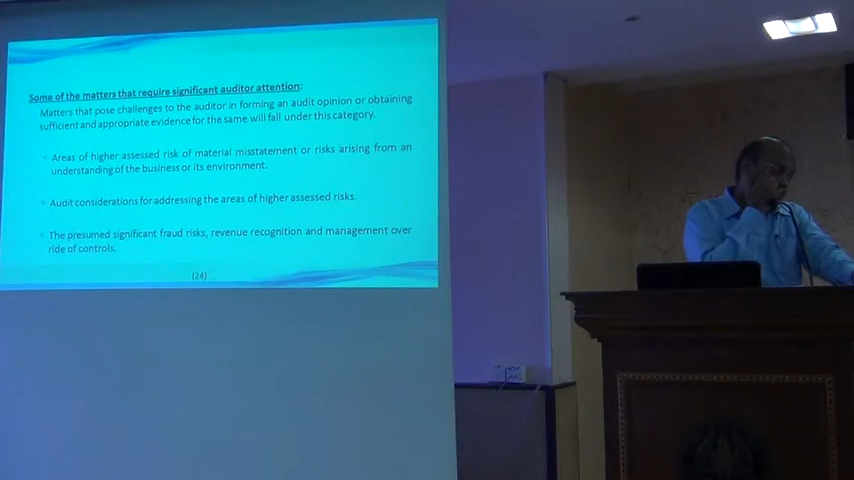 Some of the matters that require significant auditor attention:
Matters that pose challenges to the auditor in forming an audit opinion or obtaining
sufficient and appropriate evidence for the same will fall under this category.
Areas of higher assessed risk of material misstatement or risks arising from an
understanding of the business or its environment.
Audit considerations for addressing the areas of higher assessed risks.
The presumed significant fraud risks, revenue recognition and management over
ride of controls.
(24)